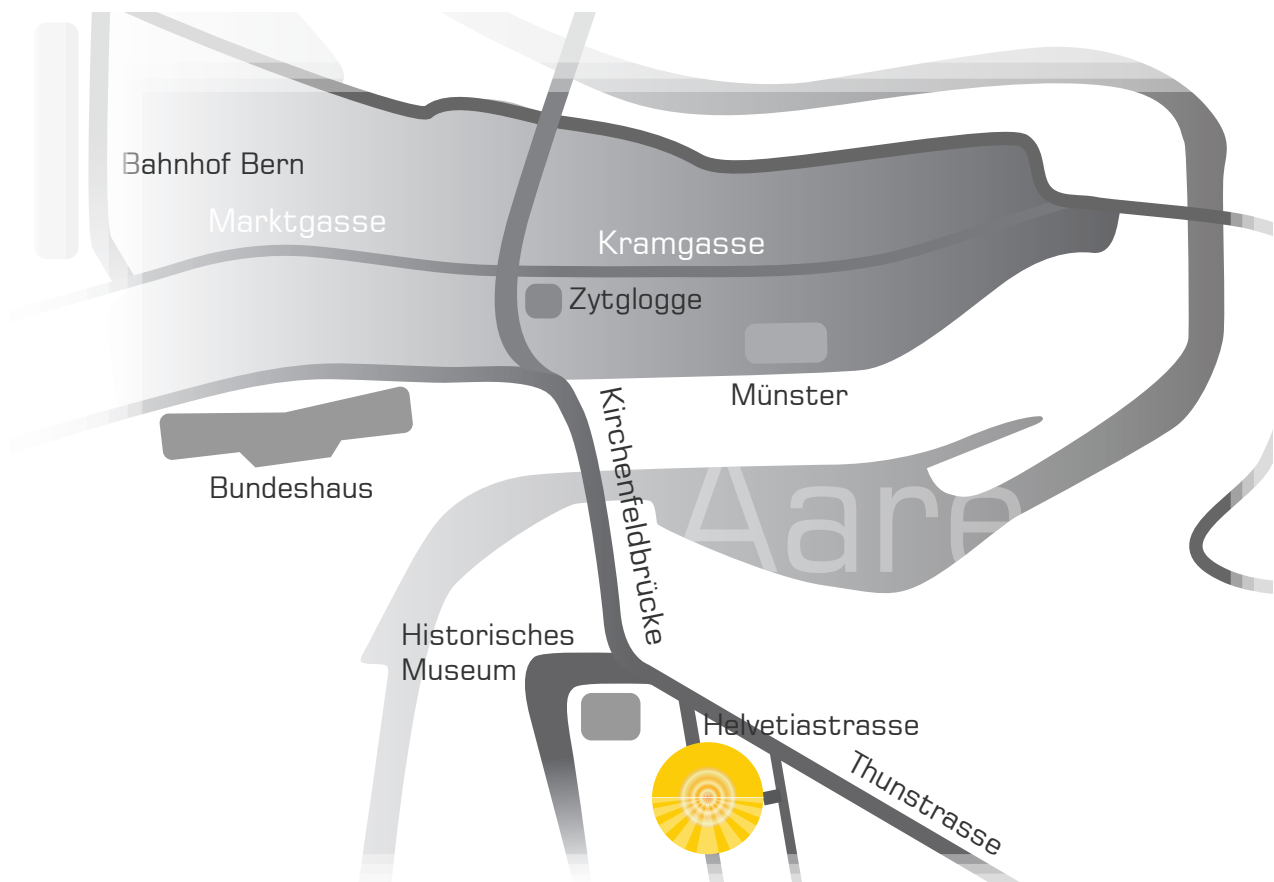 Bahnhof Bern
Marktgasse
Kramgasse
Zytglogge
Münster
Kirchenfeldbrücke
Bundeshaus
Aare
Historisches
Museum
Helvetiastrasse
Thunstrasse